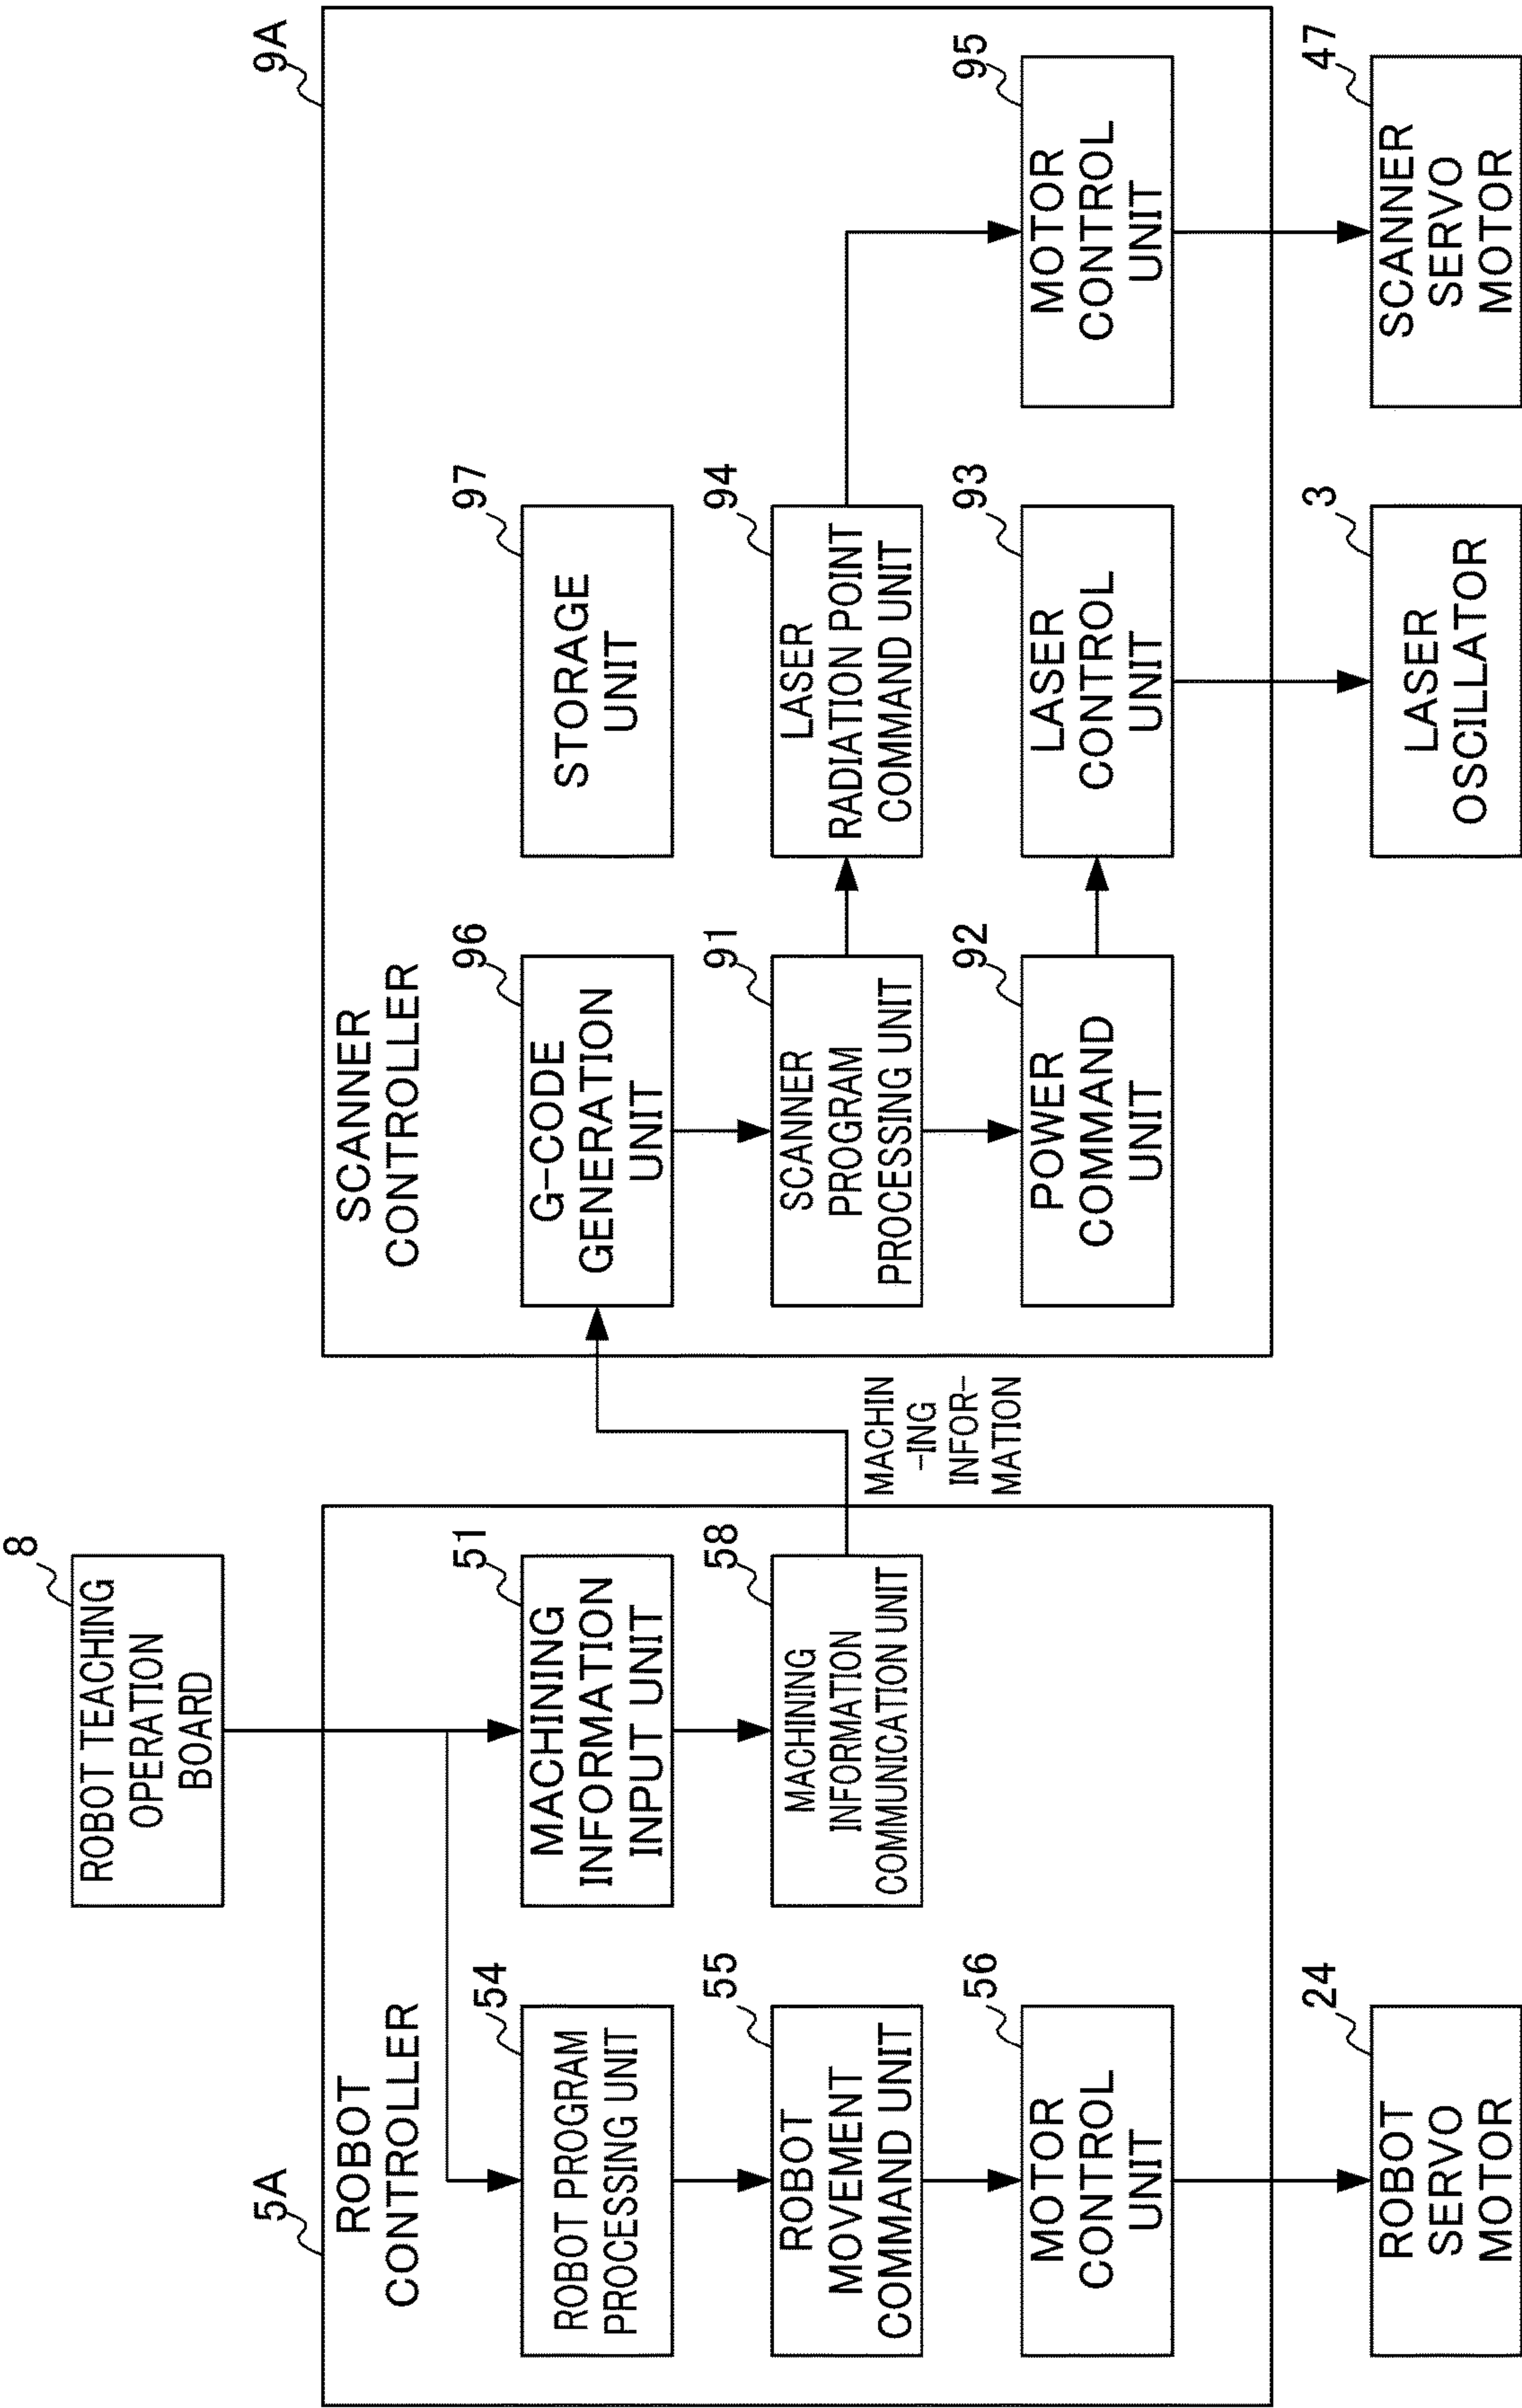 8
ROBOT TEACHING
OPERATION
BOARD
5A
ROBOT
CONTROLLER
54
ROBOT PROGRAM
PROCESSING UNIT
51
MACHINING
INFORMATION
INPUT UNIT
55
ROBOT
MOVEMENT
COMMAND UNIT
58
MACHINING
INFORMATION
COMMUNICATION UNIT
56
MOTOR
CONTROL
UNIT
24
ROBOT
SERVO
MOTOR
MACHIN
-ING
INFOR-
MATION
9A
SCANNER
CONTROLLER
96
G-CODE
GENERATION
UNIT
97
STORAGE
UNIT
91
SCANNER
PROGRAM
PROCESSING UNIT
94
LASER
RADIATION POINT
COMMAND UNIT
92
POWER
COMMAND
UNIT
93
LASER
CONTROL
UNIT
95
MOTOR
CONTROL
UNIT
3
LASER
OSCILLATOR
47
SCANNER
SERVO
MOTOR